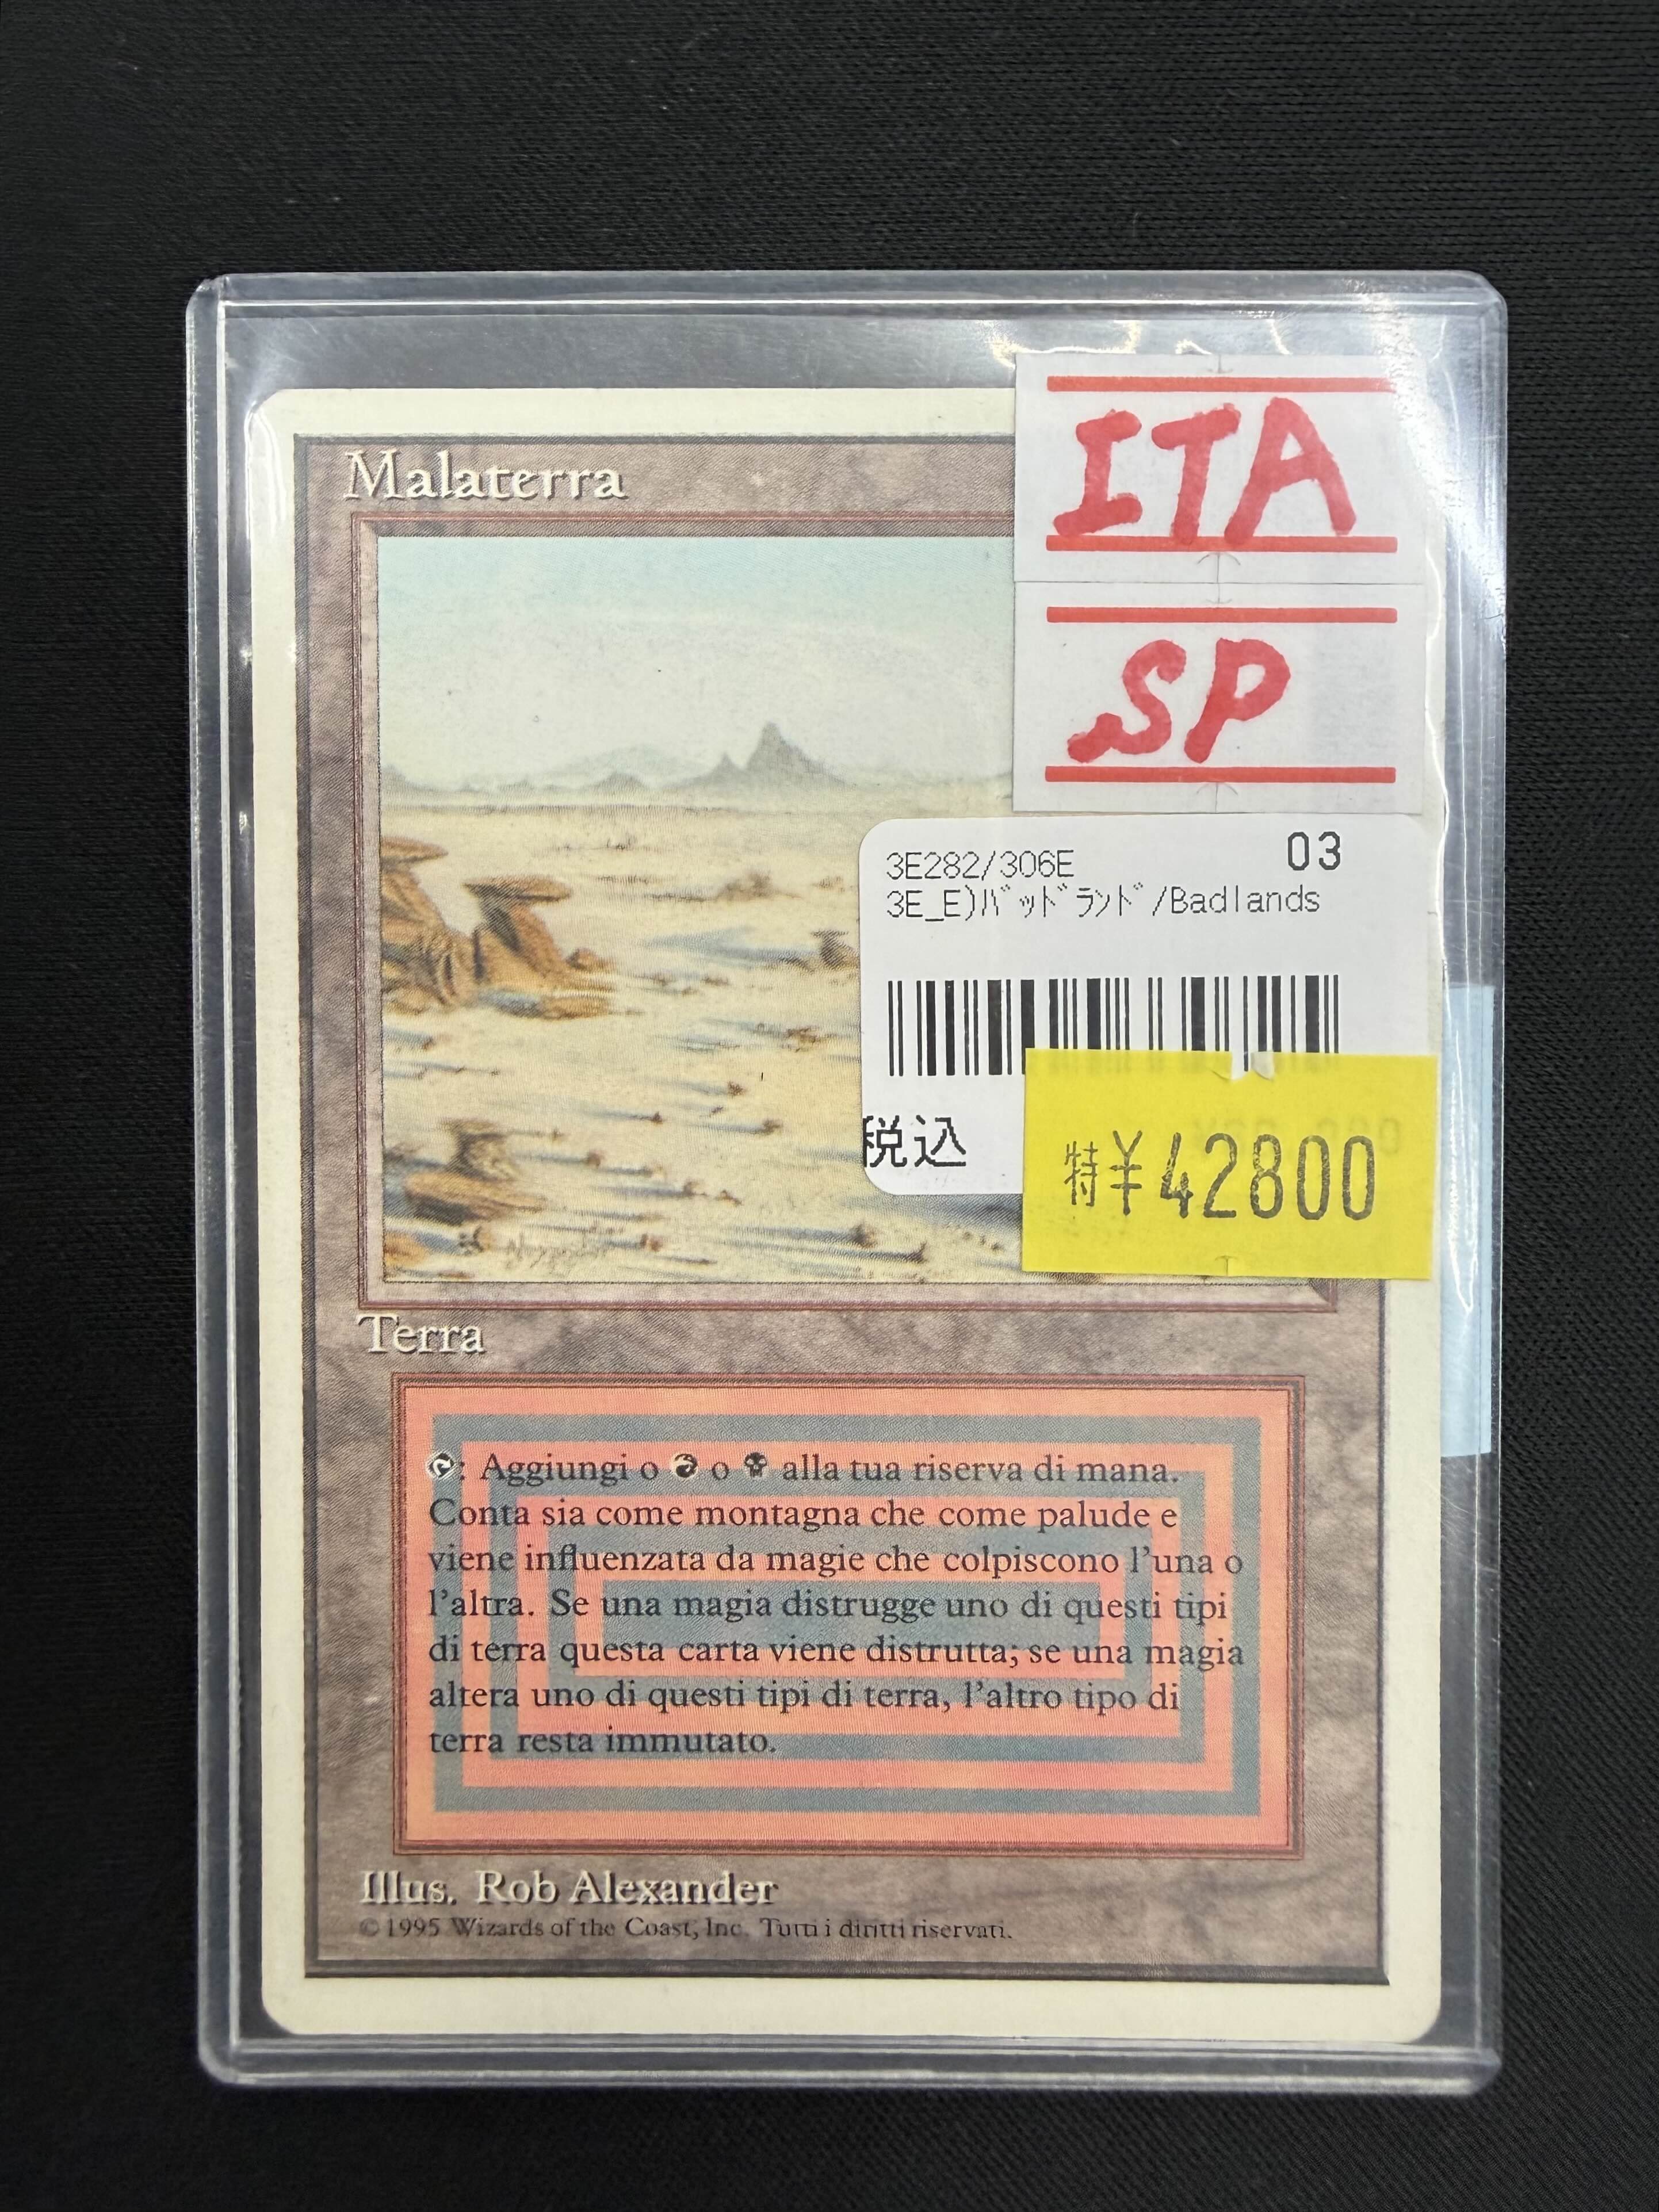 Malaterra
ITA
SP
3E282/306E 03
3E_E)ﾊﾞｯﾄﾞﾗﾝﾄﾞ/Badlands
税込
特¥42800
Terra
: Aggiungi o o alla tua riserva di mana.
Conta sia come montagna che come palude e
viene influenzata da magie che colpiscono l'una o
l'altra. Se una magia distrugge uno di questi tipi
di terra questa carta viene distrutta; se una magia
altera uno di questi tipi di terra, l'altro tipo di
terra resta immutato.
Illus. Rob Alexander
©1995 Wizards of the Coast, Inc. Tutti i diritti riservati.